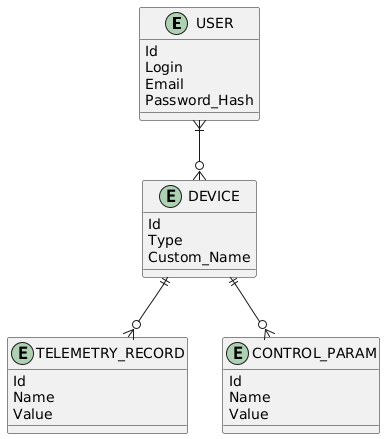 E USER
Id
Login
Email
Password_Hash
E DEVICE
Id
Type
Custom_Name
E TELEMETRY_RECORD
Id
Name
Value
E CONTROL_PARAM
Id
Name
Value